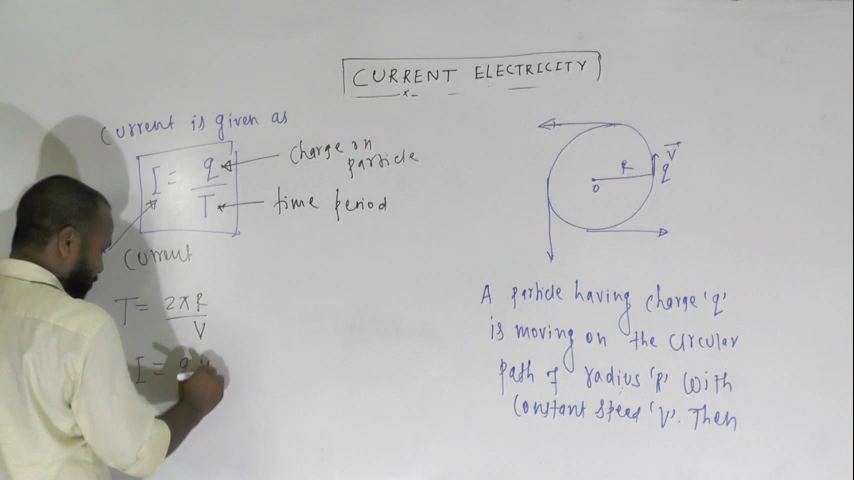 CURRENT ELECTRICITY
Current is given as
I = q / T
charge on
particle
time period
Current
T = 2πR / V
I = q
R
O
V
q
A particle having charge 'q'
is moving on the circular
path of radius 'R' with
constant speed 'V'. Then